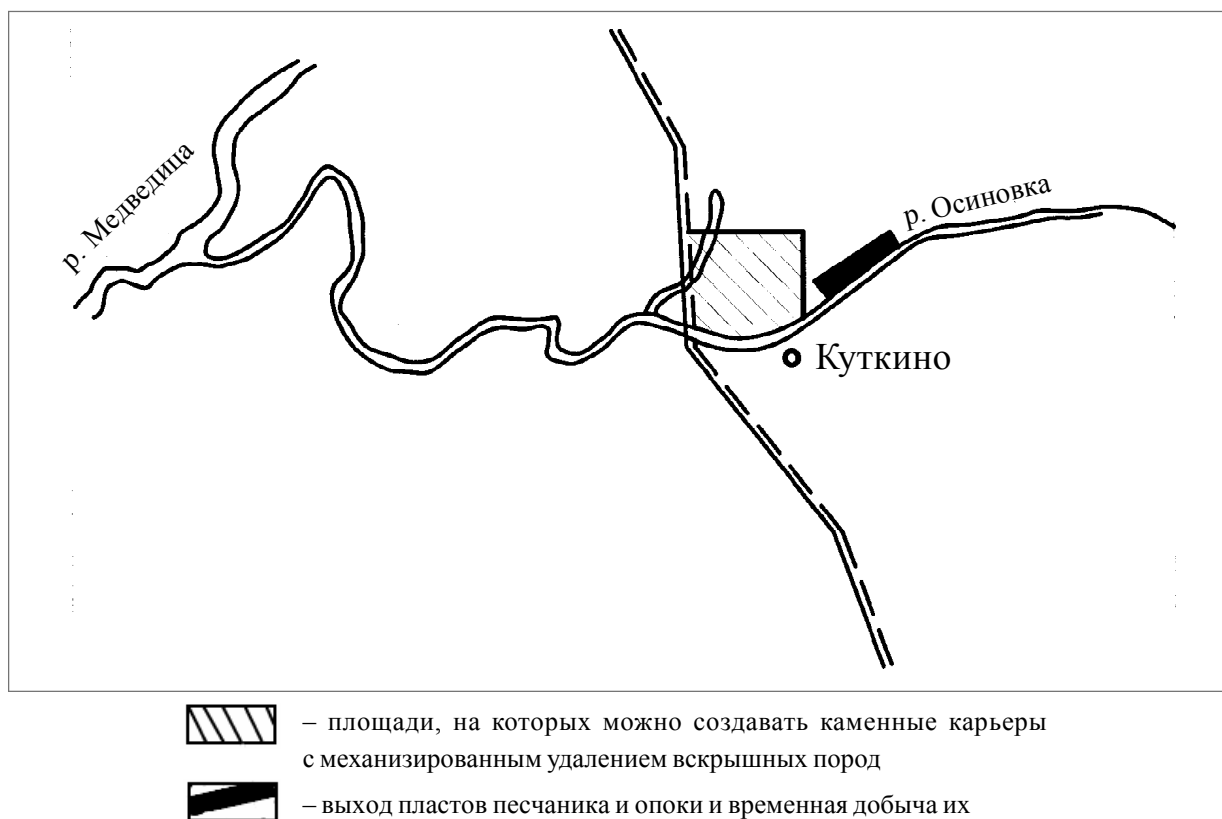 р. Медведица
р. Осиновка
Куткино
– площади, на которых можно создавать каменные карьеры
с механизированным удалением вскрышных пород
– выход пластов песчаника и опоки и временная добыча их